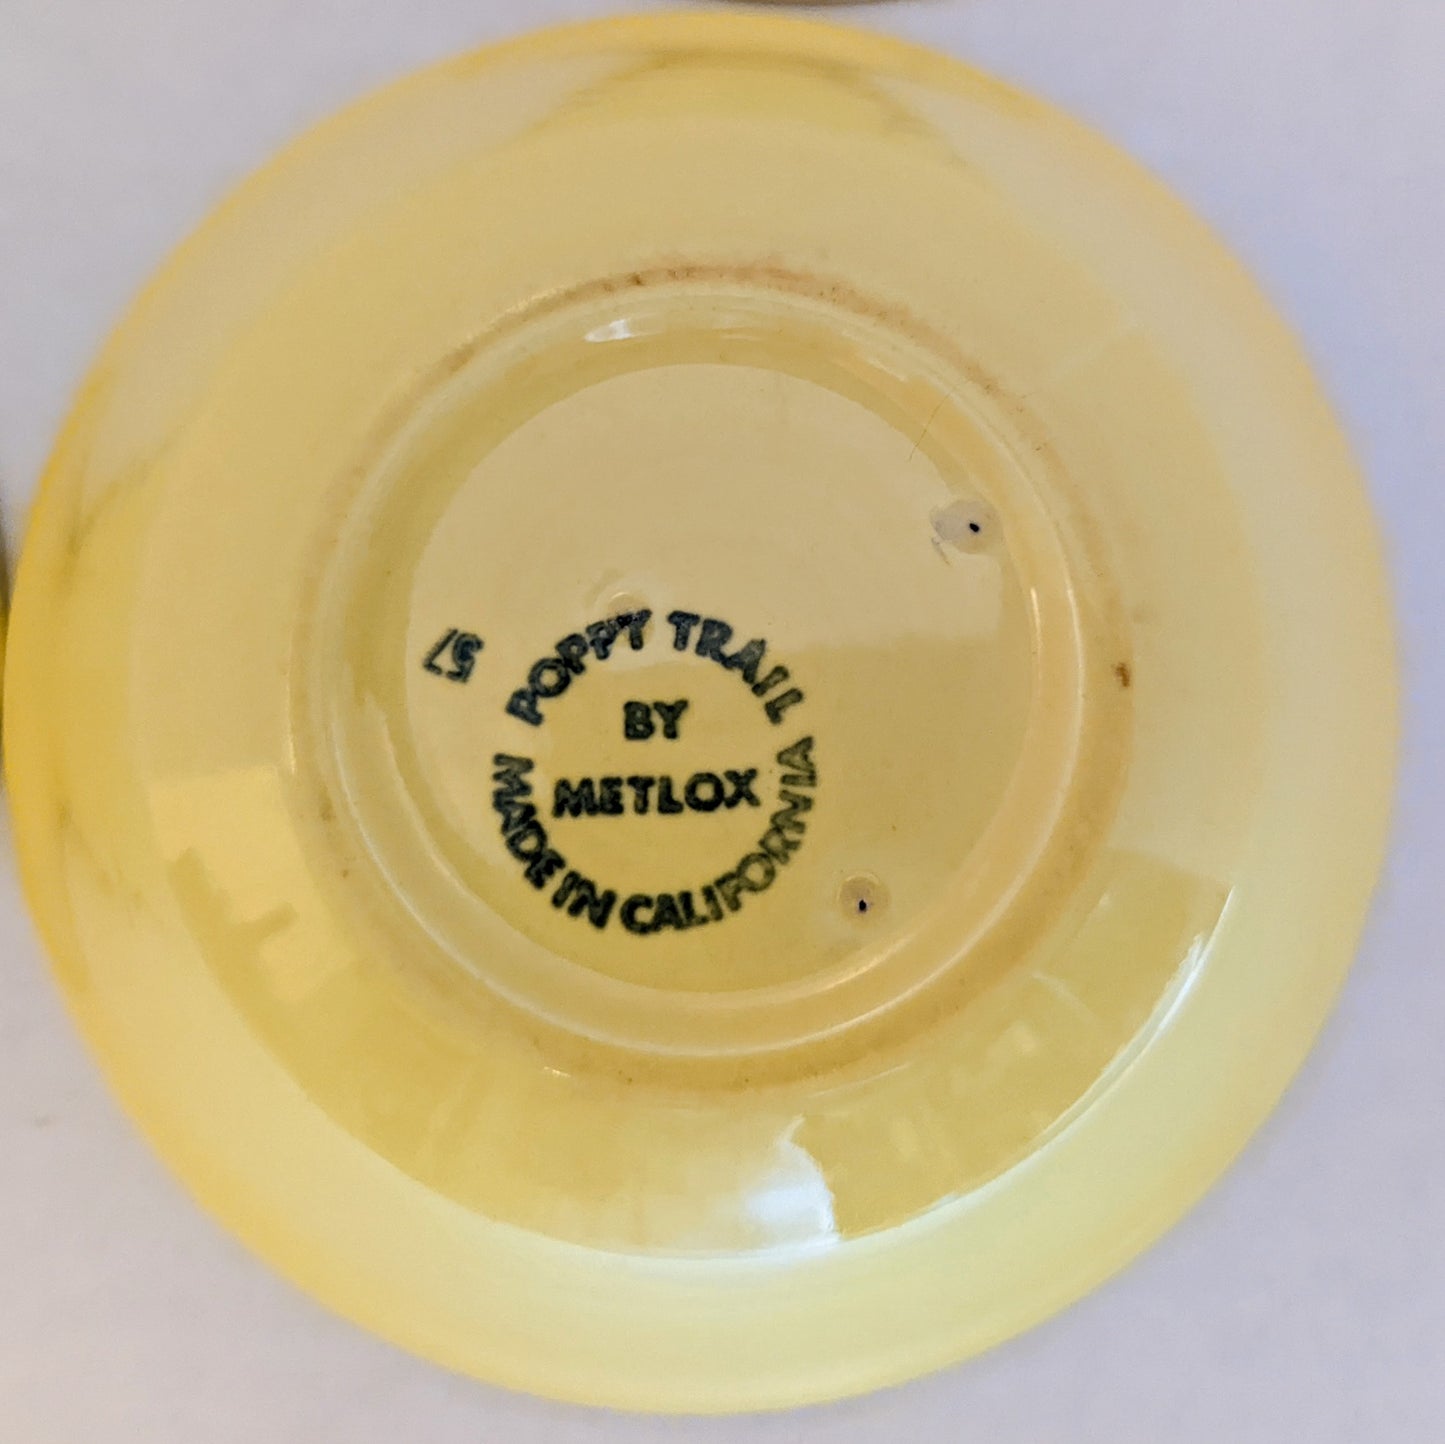 POPPY TRAIL
BY
METLOX
MADE IN CALIFORNIA
57